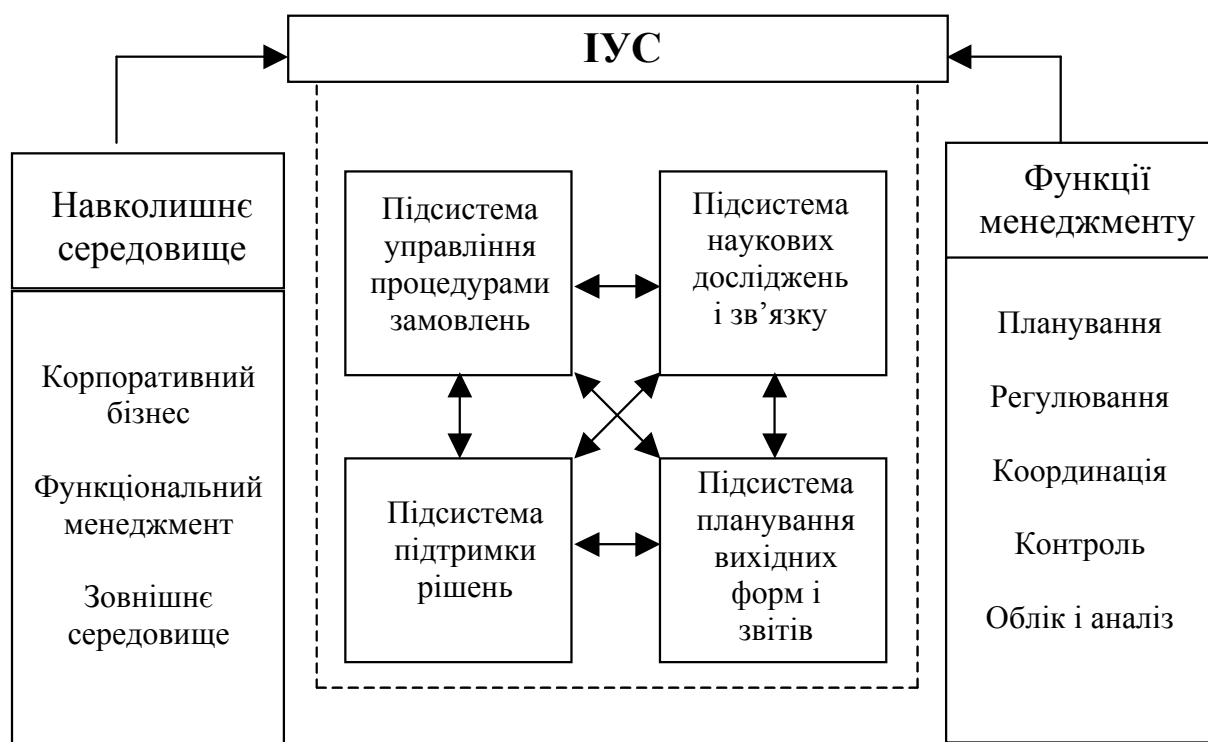 ІУС
Навколишнє
середовище
Корпоративний
бізнес
Функціональний
менеджмент
Зовнішнє
середовище
Підсистема
управління
процедурами
замовлень
Підсистема
наукових
досліджень
і зв’язку
Підсистема
підтримки
рішень
Підсистема
планування
вихідних
форм і
звітів
Функції
менеджменту
Планування
Регулювання
Координація
Контроль
Облік і аналіз